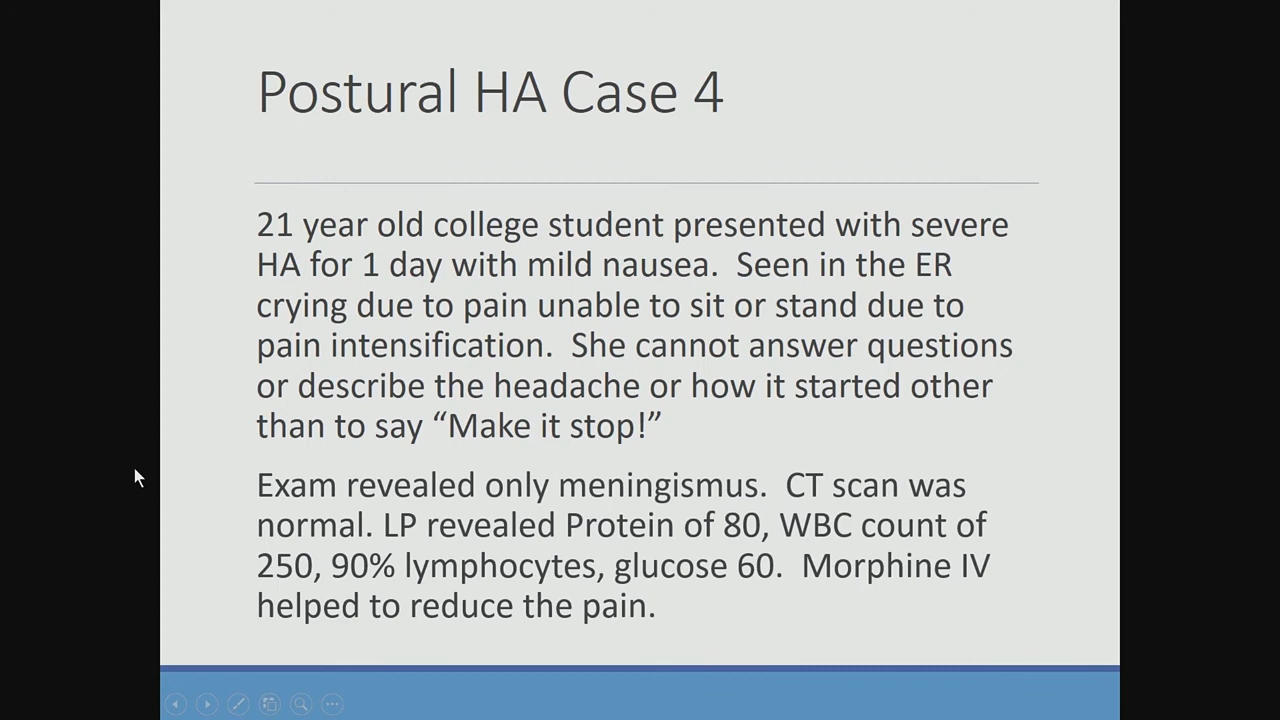 Postural HA Case 4
21 year old college student presented with severe
HA for 1 day with mild nausea.  Seen in the ER
crying due to pain unable to sit or stand due to
pain intensification.  She cannot answer questions
or describe the headache or how it started other
than to say “Make it stop!”
Exam revealed only meningismus.  CT scan was
normal. LP revealed Protein of 80, WBC count of
250, 90% lymphocytes, glucose 60.  Morphine IV
helped to reduce the pain.